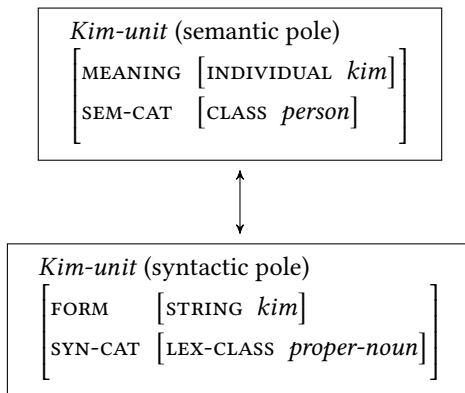 Kim-unit (semantic pole)
[MEANING [INDIVIDUAL kim]
SEM-CAT [CLASS person]]
Kim-unit (syntactic pole)
[FORM [STRING kim]
SYN-CAT [LEX-CLASS proper-noun]]